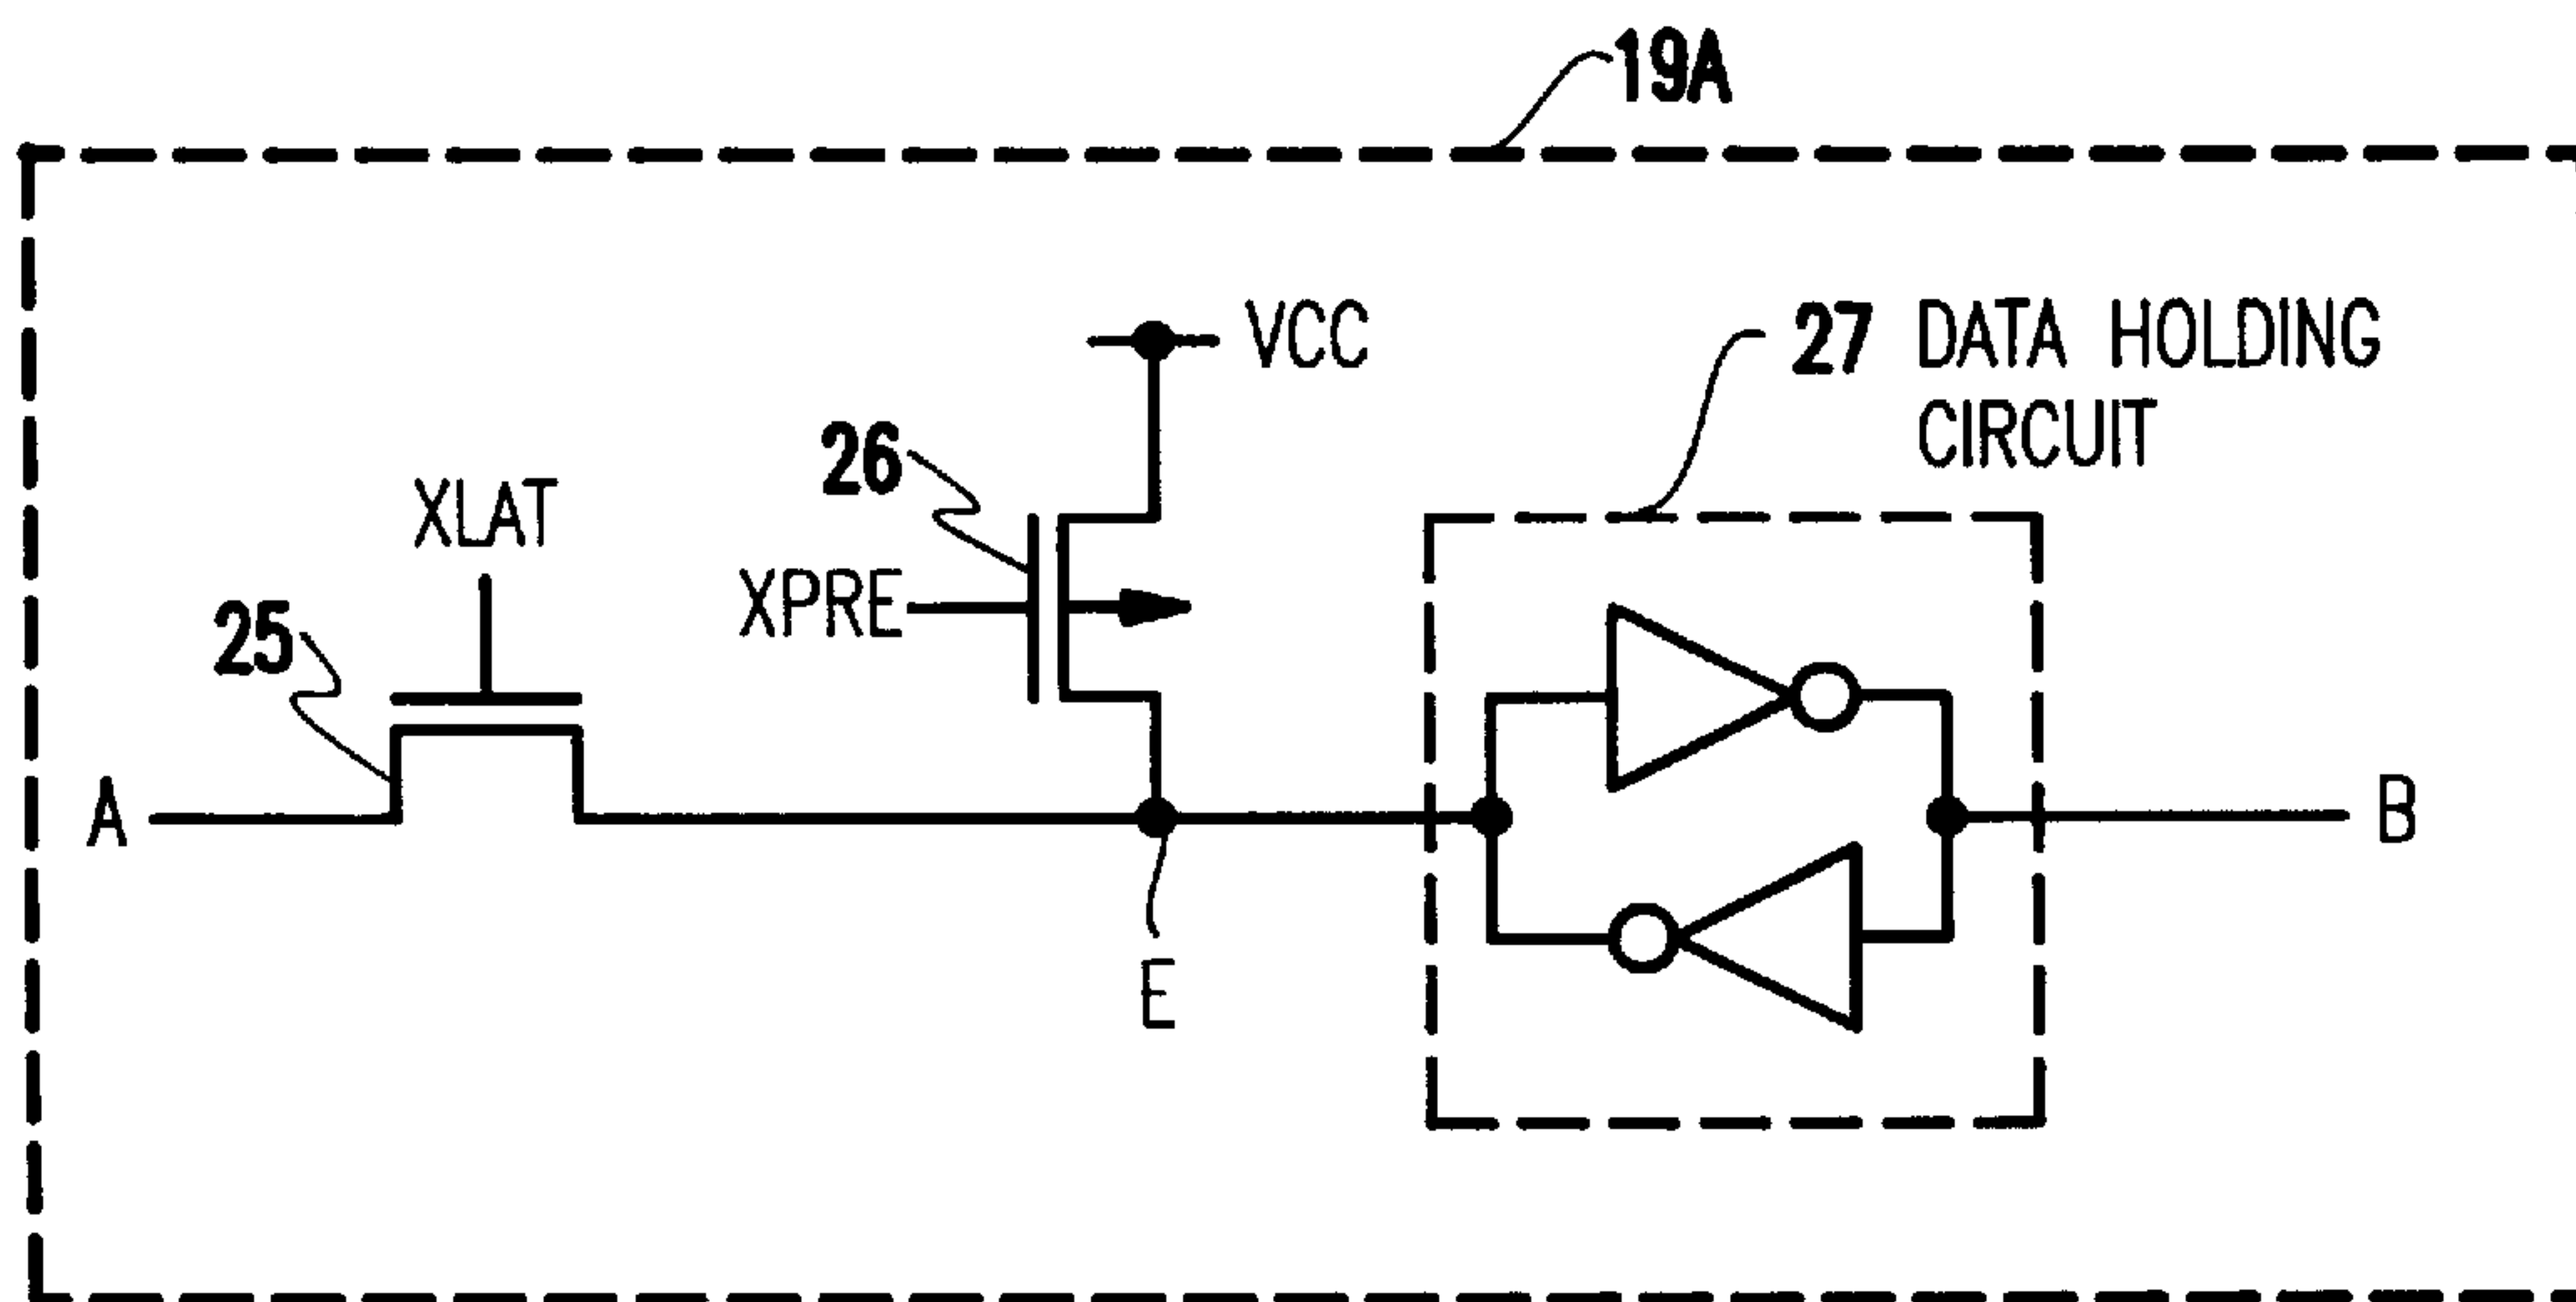 19A
VCC
27 DATA HOLDING
CIRCUIT
26
XLAT
XPRE
25
A
B
E